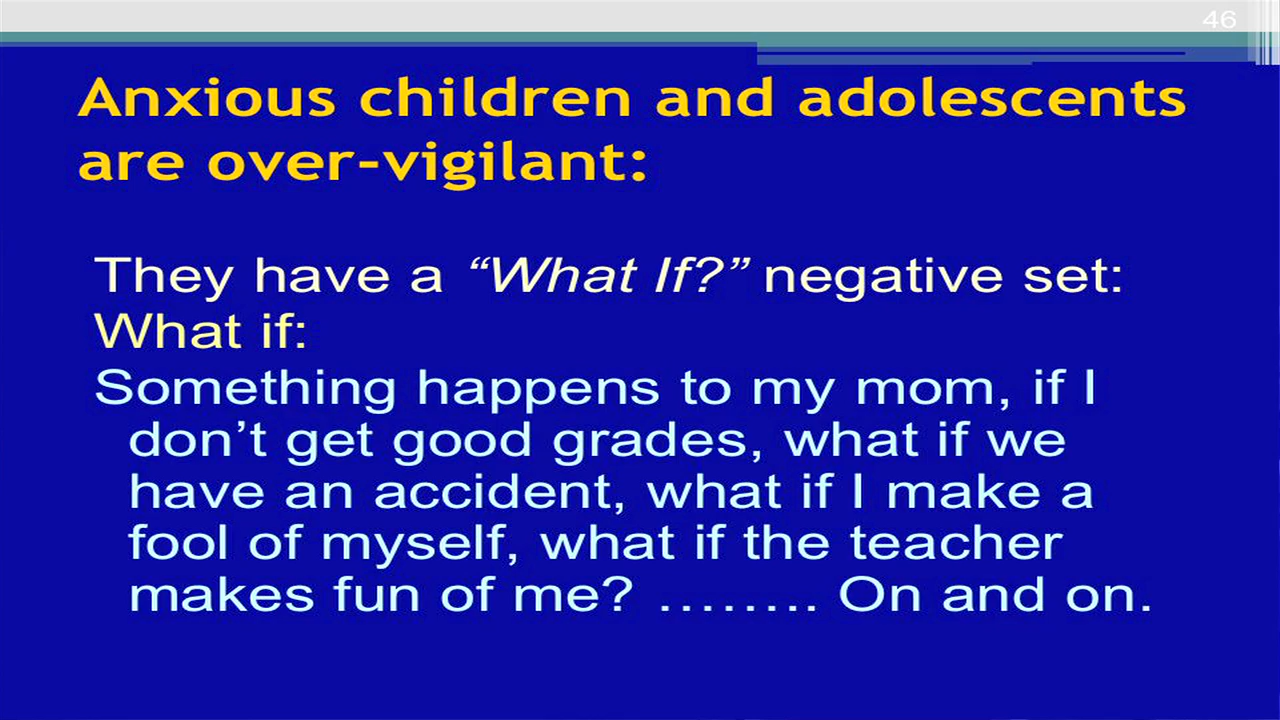 46
Anxious children and adolescents
are over-vigilant:
They have a “What If?” negative set:
What if:
Something happens to my mom, if I
don’t get good grades, what if we
have an accident, what if I make a
fool of myself, what if the teacher
makes fun of me? …….. On and on.